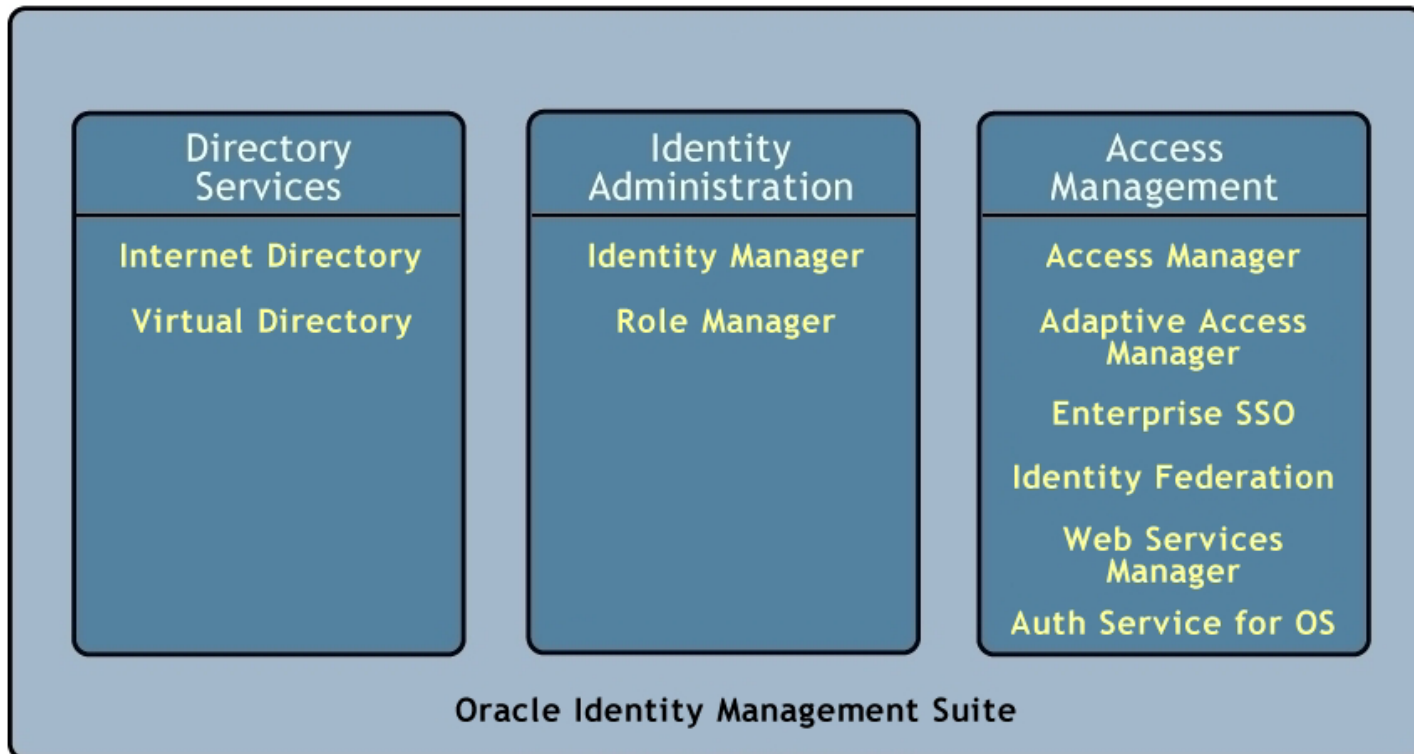 Directory
Services
Internet Directory
Virtual Directory
Identity
Administration
Identity Manager
Role Manager
Access
Management
Access Manager
Adaptive Access
Manager
Enterprise SSO
Identity Federation
Web Services
Manager
Auth Service for OS
Oracle Identity Management Suite